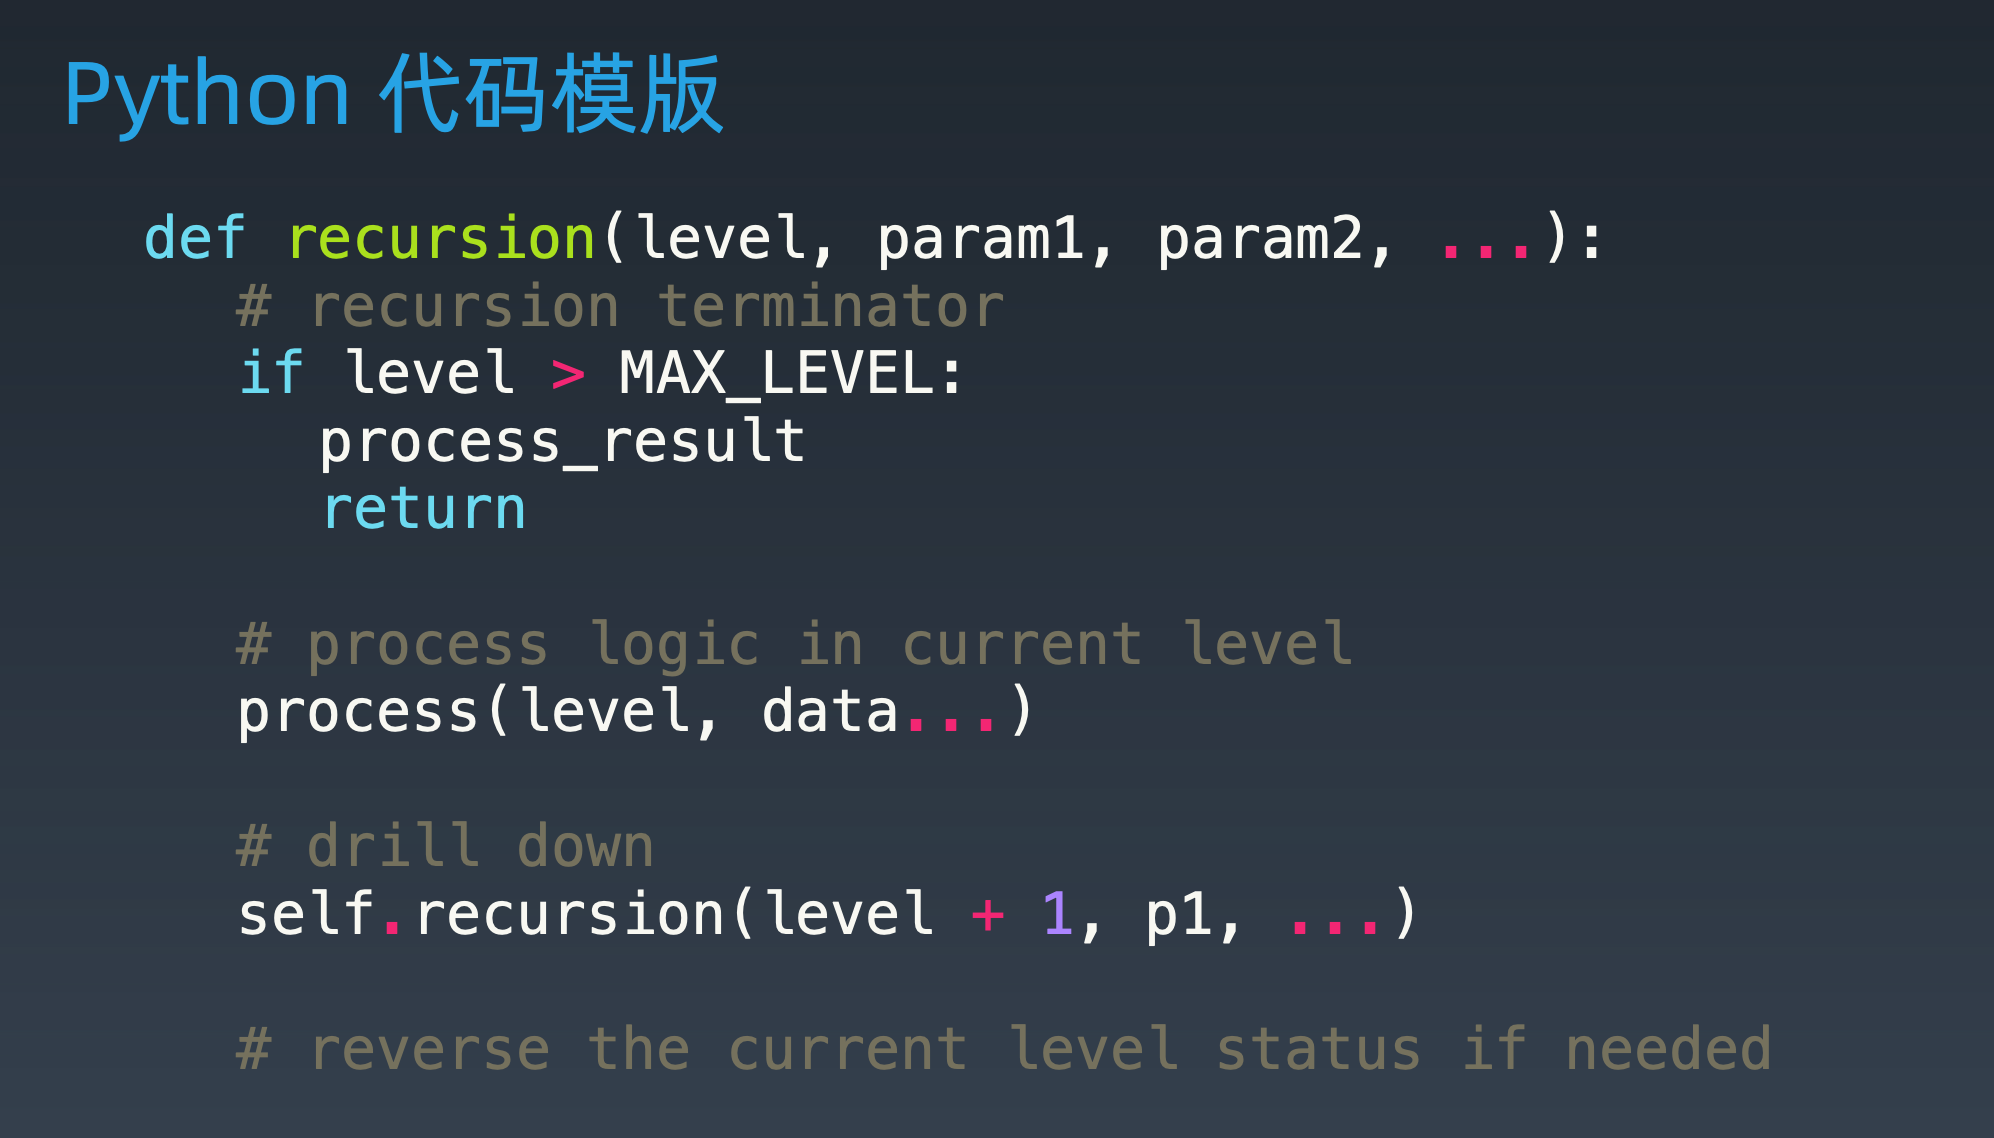 Python 代码模版
def recursion(level, param1, param2, ...):
# recursion terminator
if level > MAX_LEVEL:
process_result
return
# process logic in current level
process(level, data...)
# drill down
self.recursion(level + 1, p1, ...)
# reverse the current level status if needed